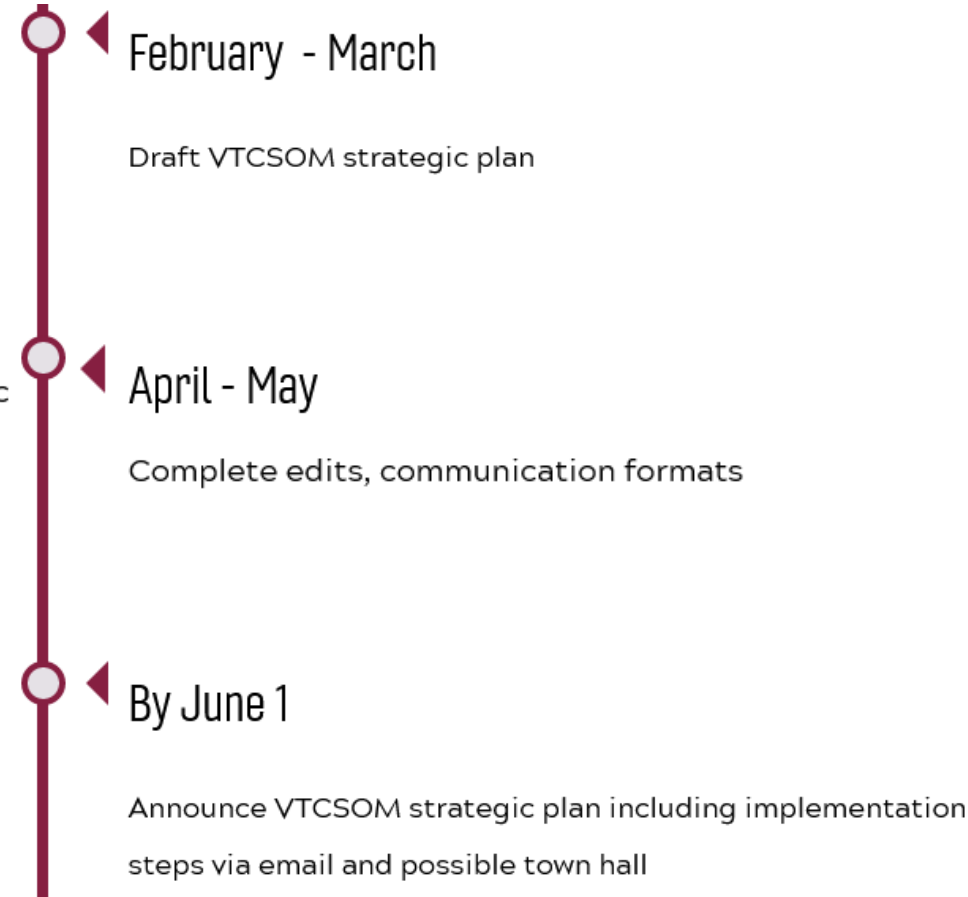 February - March
Draft VTCSOM strategic plan
April - May
c
Complete edits, communication formats
By June 1
Announce VTCSOM strategic plan including implementation
steps via email and possible town hall